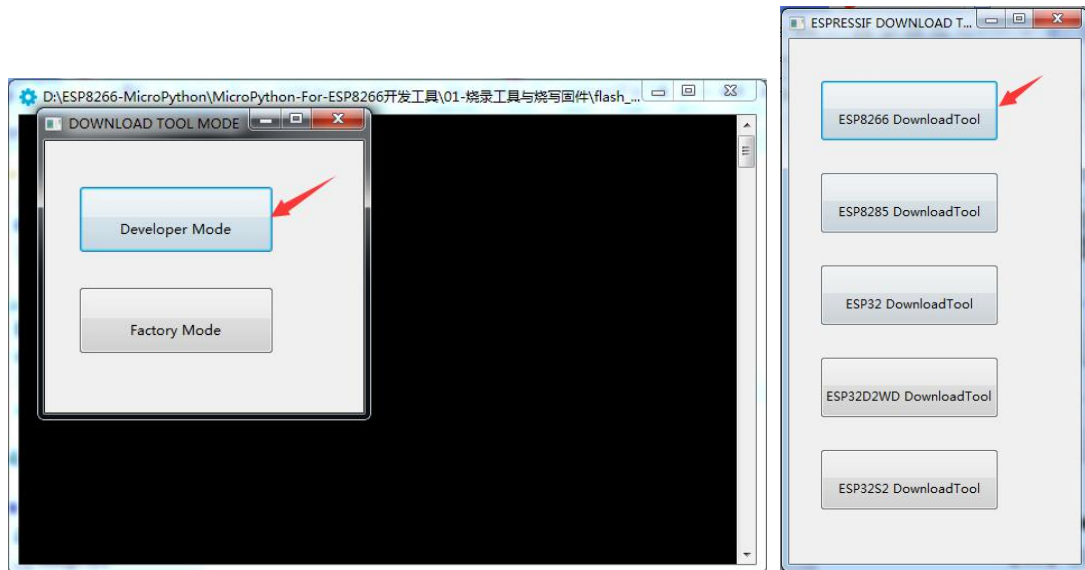 D:\ESP8266-MicroPython\MicroPython-For-ESP8266开发工具\01-烧录工具与烧写固件\flash_...
DOWNLOAD TOOL MODE
Developer Mode
Factory Mode
ESPRESSIF DOWNLOAD T...
ESP8266 DownloadTool
ESP8285 DownloadTool
ESP32 DownloadTool
ESP32D2WD DownloadTool
ESP32S2 DownloadTool